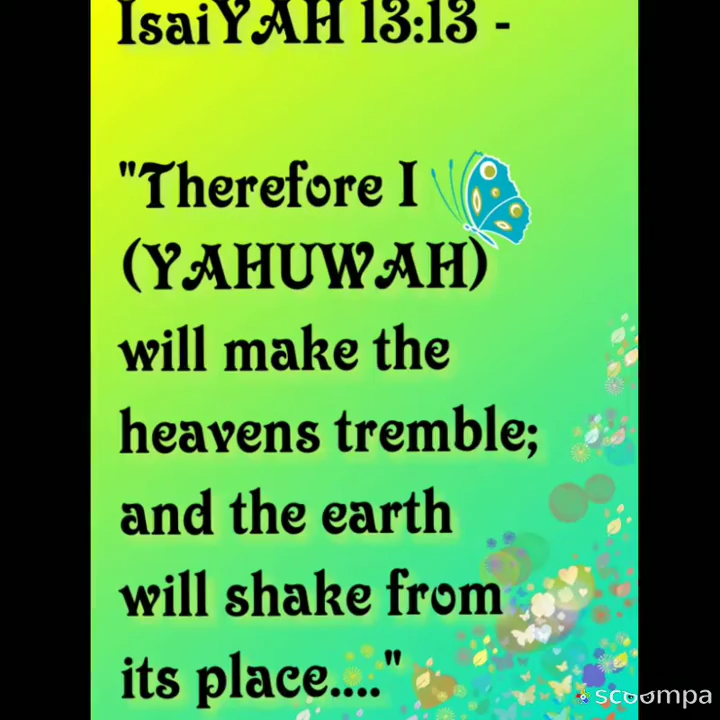 IsaiYAH 13:13 -
"Therefore I
(YAHUWAH)
will make the
heavens tremble;
and the earth
will shake from
its place...."
scoompa